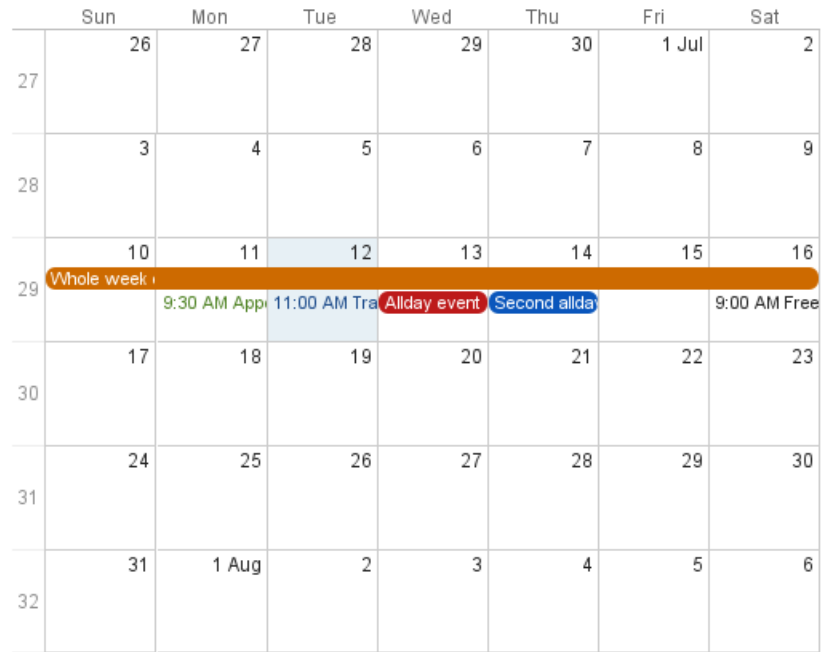 Sun Mon Tue Wed Thu Fri Sat
26 27 28 29 30 1 Jul 2
27
3 4 5 6 7 8 9
28
10 11 12 13 14 15 16
Whole week
29
9:30 AM App 11:00 AM Tra Allday event Second allday 9:00 AM Free
17 18 19 20 21 22 23
30
24 25 26 27 28 29 30
31
31 1 Aug 2 3 4 5 6
32